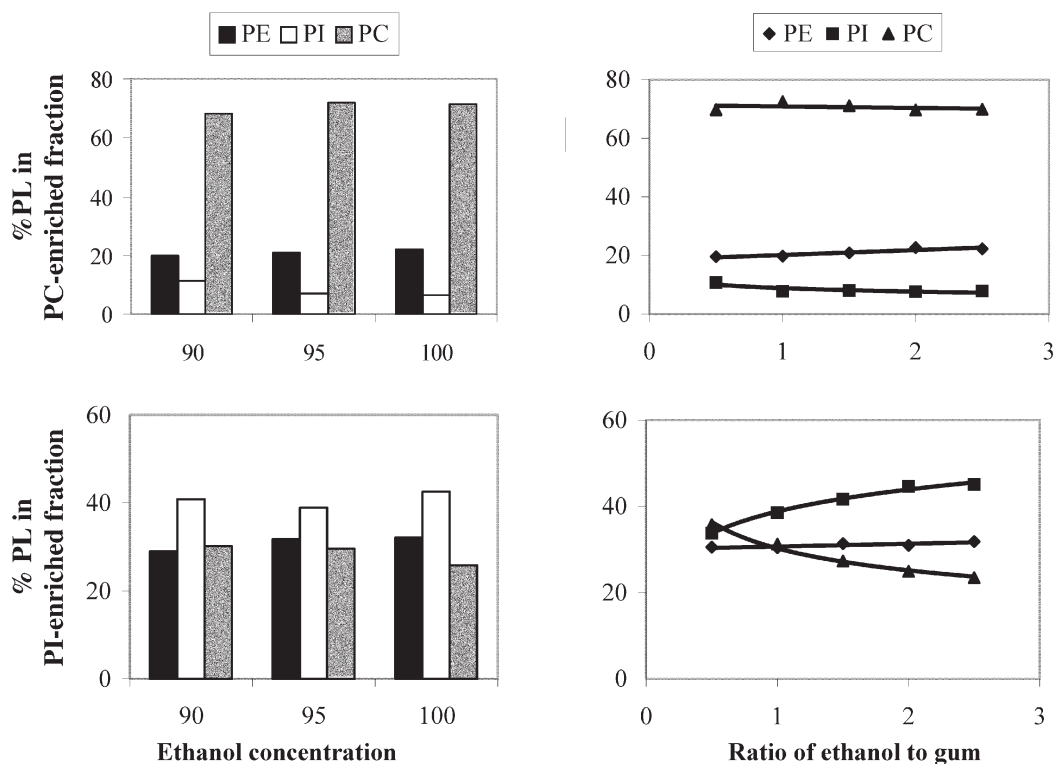 PE PI PC
%PL in
PC-enriched fraction
80
60
40
20
0
90 95 100
PE PI PC
80
60
40
20
0
0 1 2 3
% PL in
PI-enriched fraction
60
40
20
0
90 95 100
Ethanol concentration
60
40
20
0
0 1 2 3
Ratio of ethanol to gum